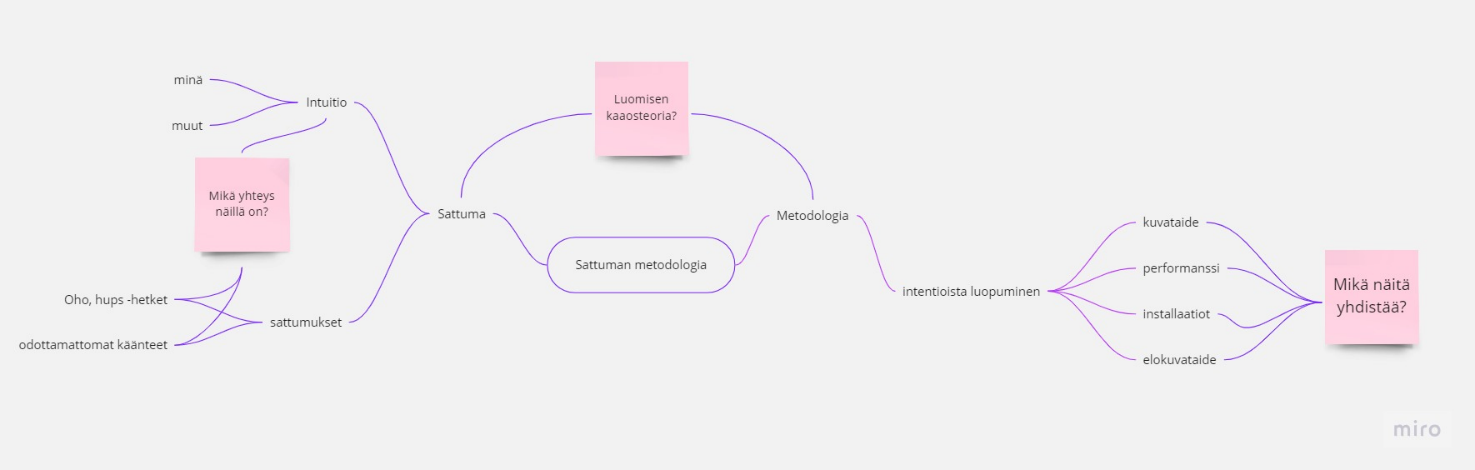 minä
muut
Intuitio
Mikä yhteys
näillä on?
Oho, hups -hetket
odottamattomat käänteet
sattumukset
Sattuma
Luomisen
kaaosteoria?
Sattuman metodologia
Metodologia
intentioista luopuminen
kuvataide
performanssi
installaatiot
elokuvataide
Mikä näitä
yhdistää?
miro